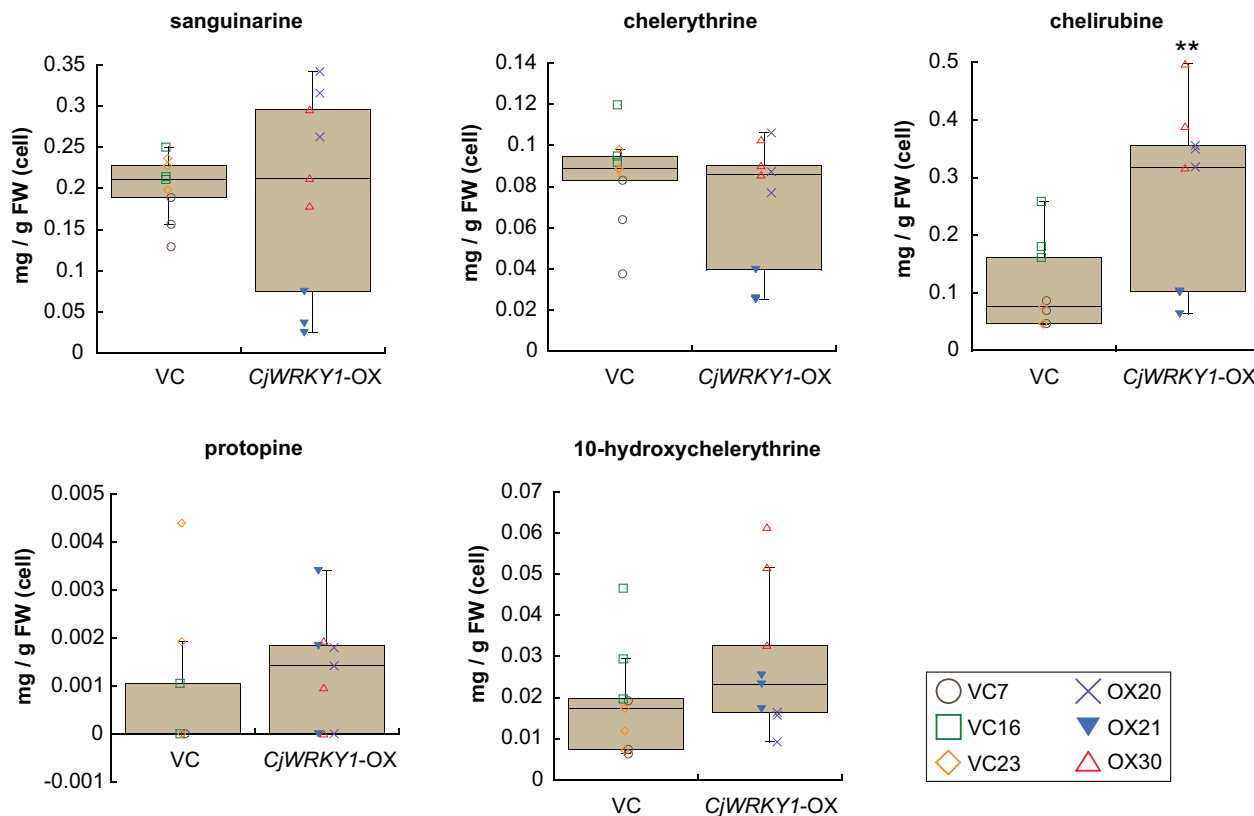 sanguinarine
mg / g FW (cell)
0.35
0.3
0.25
0.2
0.15
0.1
0.05
0
VC
CjWRKY1-OX
chelerythrine
mg / g FW (cell)
0.14
0.12
0.1
0.08
0.06
0.04
0.02
0
VC
CjWRKY1-OX
chelirubine
**
mg / g FW (cell)
0.5
0.4
0.3
0.2
0.1
0
VC
CjWRKY1-OX
protopine
mg / g FW (cell)
0.005
0.004
0.003
0.002
0.001
0
-0.001
VC
CjWRKY1-OX
10-hydroxychelerythrine
mg / g FW (cell)
0.07
0.06
0.05
0.04
0.03
0.02
0.01
0
VC
CjWRKY1-OX
VC7
OX20
VC16
OX21
VC23
OX30